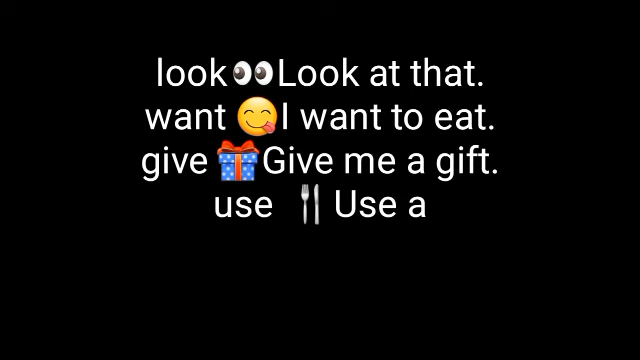 look👀Look at that.
want 😋I want to eat.
give 🎁Give me a gift.
use 🍴Use a